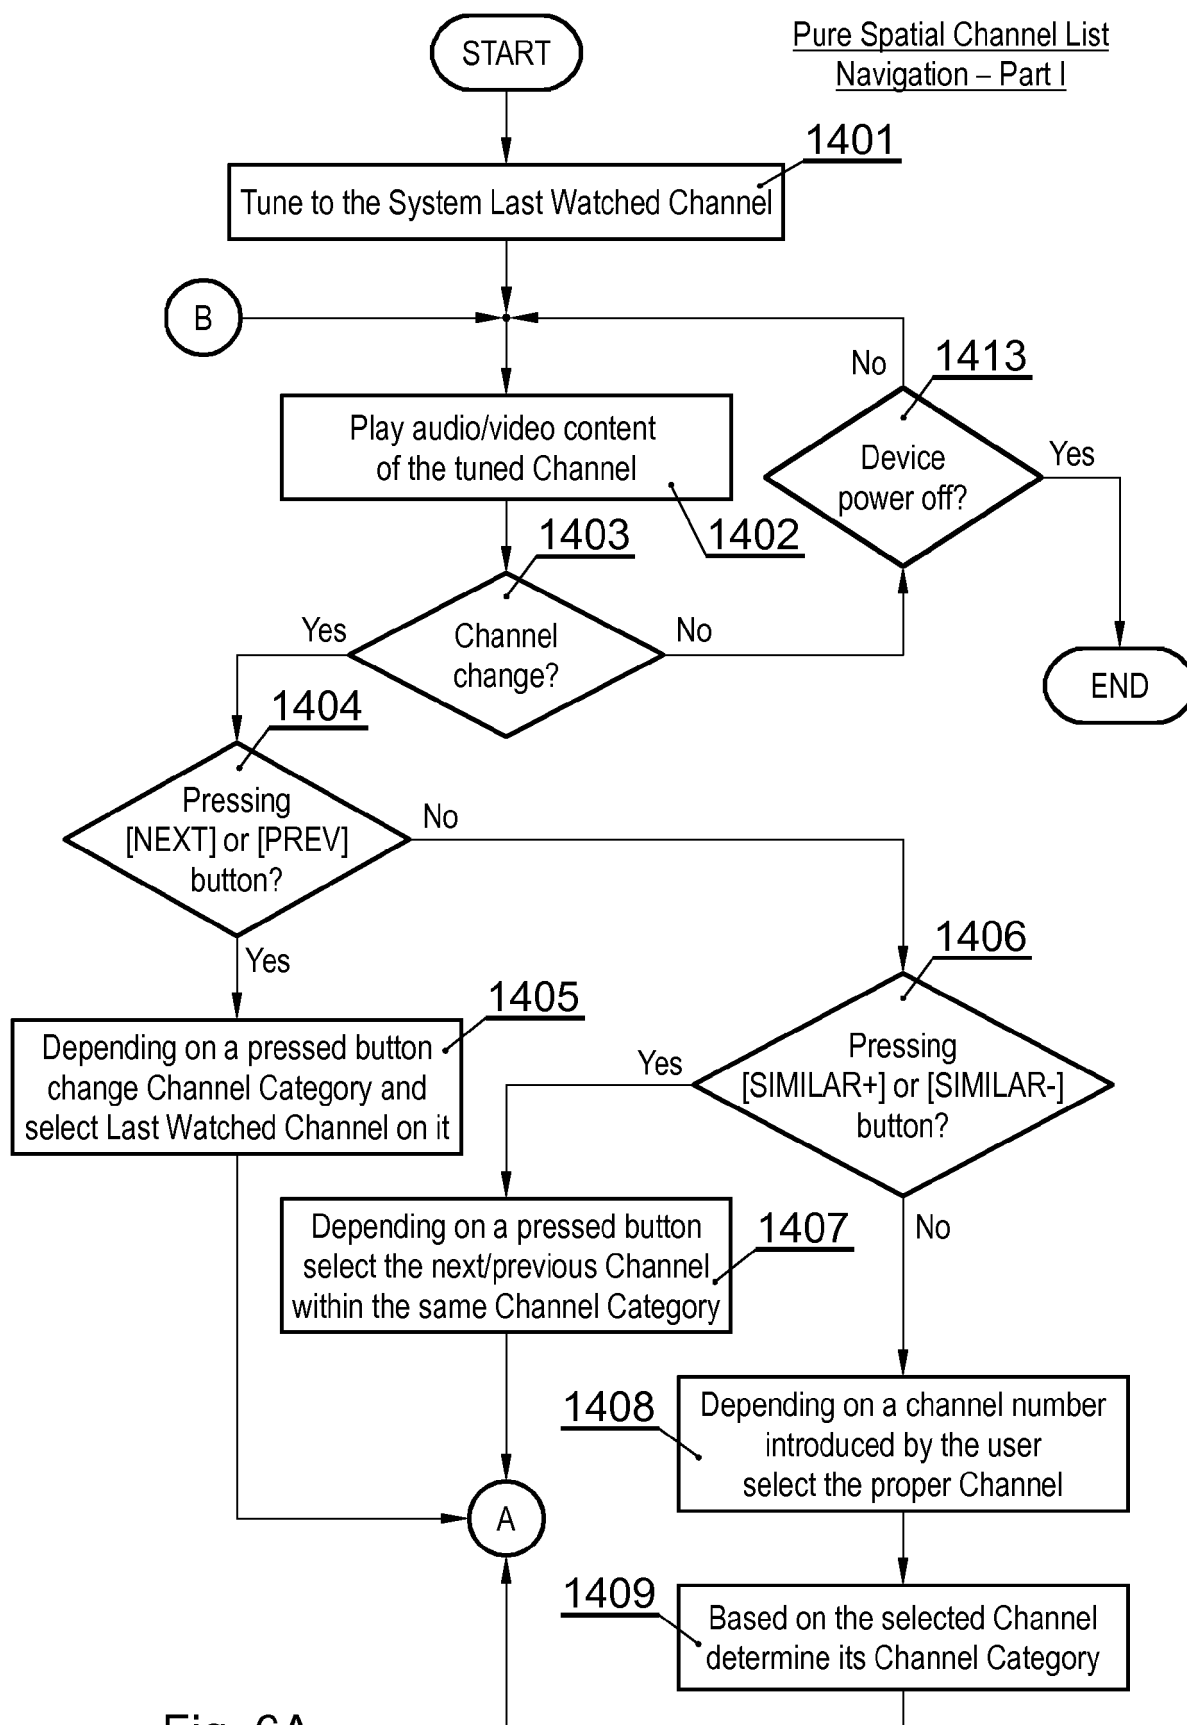 START
Pure Spatial Channel List
Navigation – Part I
1401
Tune to the System Last Watched Channel
B
No
1413
Play audio/video content
of the tuned Channel
Device
power off?
Yes
1402
1403
Yes
Channel
change?
No
END
1404
Pressing
[NEXT] or [PREV]
button?
No
Yes
1406
1405
Depending on a pressed button
change Channel Category and
select Last Watched Channel on it
Yes
Pressing
[SIMILAR+] or [SIMILAR-]
button?
Depending on a pressed button
select the next/previous Channel
within the same Channel Category
1407
No
1408
Depending on a channel number
introduced by the user
select the proper Channel
A
1409
Based on the selected Channel
determine its Channel Category
Fig. 6A